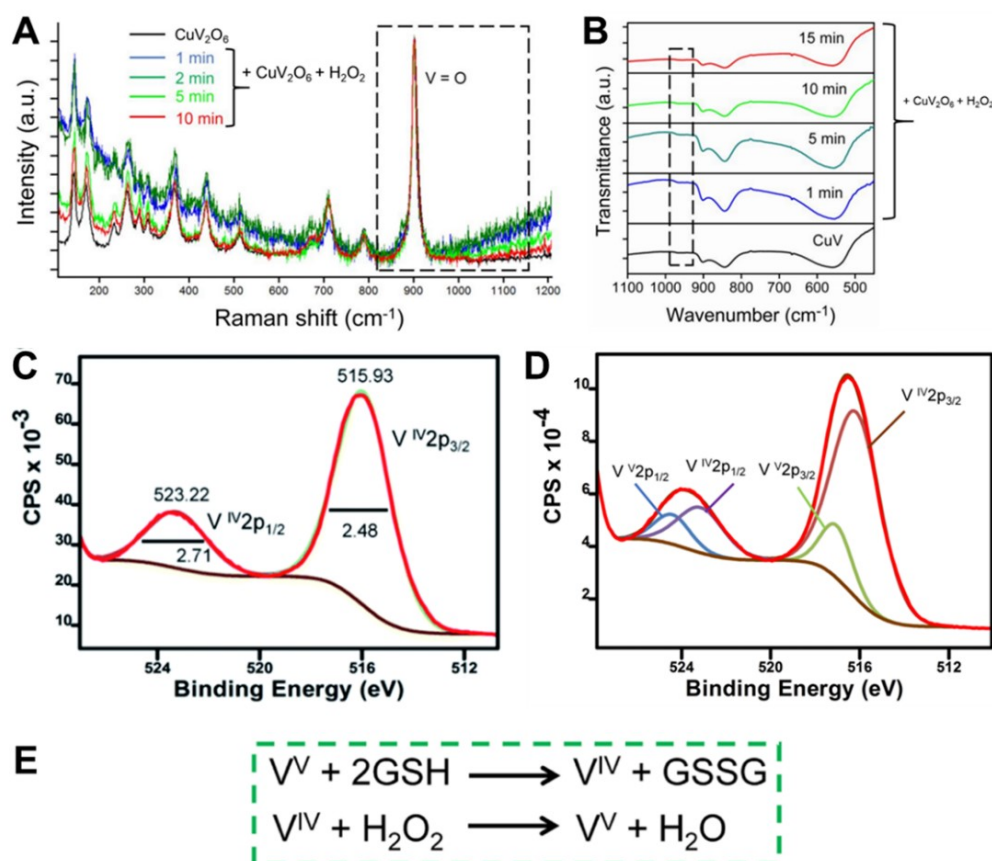 A
Intensity (a.u.)
CuV₂O₆
1 min
2 min
5 min
10 min
+ CuV₂O₆ + H₂O₂
V = O
200 300 400 500 600 700 800 900 1000 1100 1200
Raman shift (cm⁻¹)
B
Transmittance (a.u.)
15 min
10 min
5 min
1 min
CuV
+ CuV₂O₆ + H₂O₂
1100 1000 900 800 700 600 500
Wavenumber (cm⁻¹)
C
CPS x 10⁻³
70
60
50
40
30
20
10
515.93
V ᴵⱽ2p₃/₂
2.48
523.22
V ᴵⱽ2p₁/₂
2.71
524 520 516 512
Binding Energy (eV)
D
CPS x 10⁻⁴
10
8
6
4
2
V ᴵⱽ2p₃/₂
V ⱽ2p₁/₂ V ᴵⱽ2p₁/₂ V ⱽ2p₃/₂
524 520 516 512
Binding Energy (eV)
E
Vⱽ + 2GSH → Vᴵⱽ + GSSG
Vᴵⱽ + H₂O₂ → Vⱽ + H₂O